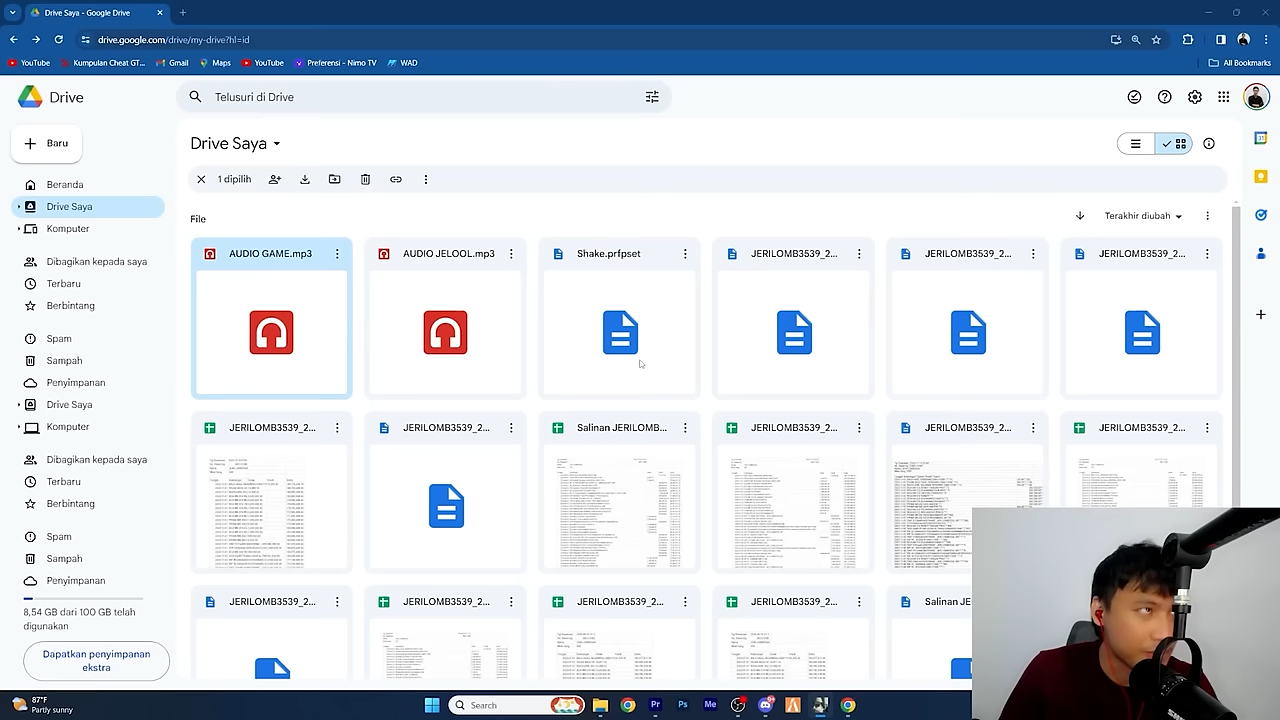 Drive Saya - Google Drive
drive.google.com/drive/my-drive?hl=id
YouTube
Kumpulan Cheat GT...
Gmail
Maps
YouTube
Preferensi - Nimo TV
WAD
All Bookmarks
Drive
Telusuri di Drive
Baru
Drive Saya
Beranda
1 dipilih
Drive Saya
Komputer
File
Terakhir diubah
Dibagikan kepada saya
Terbaru
Berbintang
Spam
Sampah
Penyimpanan
Drive Saya
Komputer
Dibagikan kepada saya
Terbaru
Spam
Penyimpanan
8,54 GB dari 100 GB telah
digunakan
penyimpanan
ekstra
AUDIO GAME.mp3
AUDIO JELOOL.mp3
Shake.prfpset
JERILOMB3539_2...
JERILOMB3539_2...
JERILOMB3539_2...
JERILOMB3539_2...
JERILOMB3539_2...
Salinan JERILOMB...
JERILOMB3539_2...
JERILOMB3539_2...
JERILOMB3539_2...
JERILOMB3539_2...
JERILOMB3539_2...
JERILOMB3539_2...
JERILOMB3539_2...
Salinan JE
87°F
Partly sunny
Search
Pr
Ps
Me